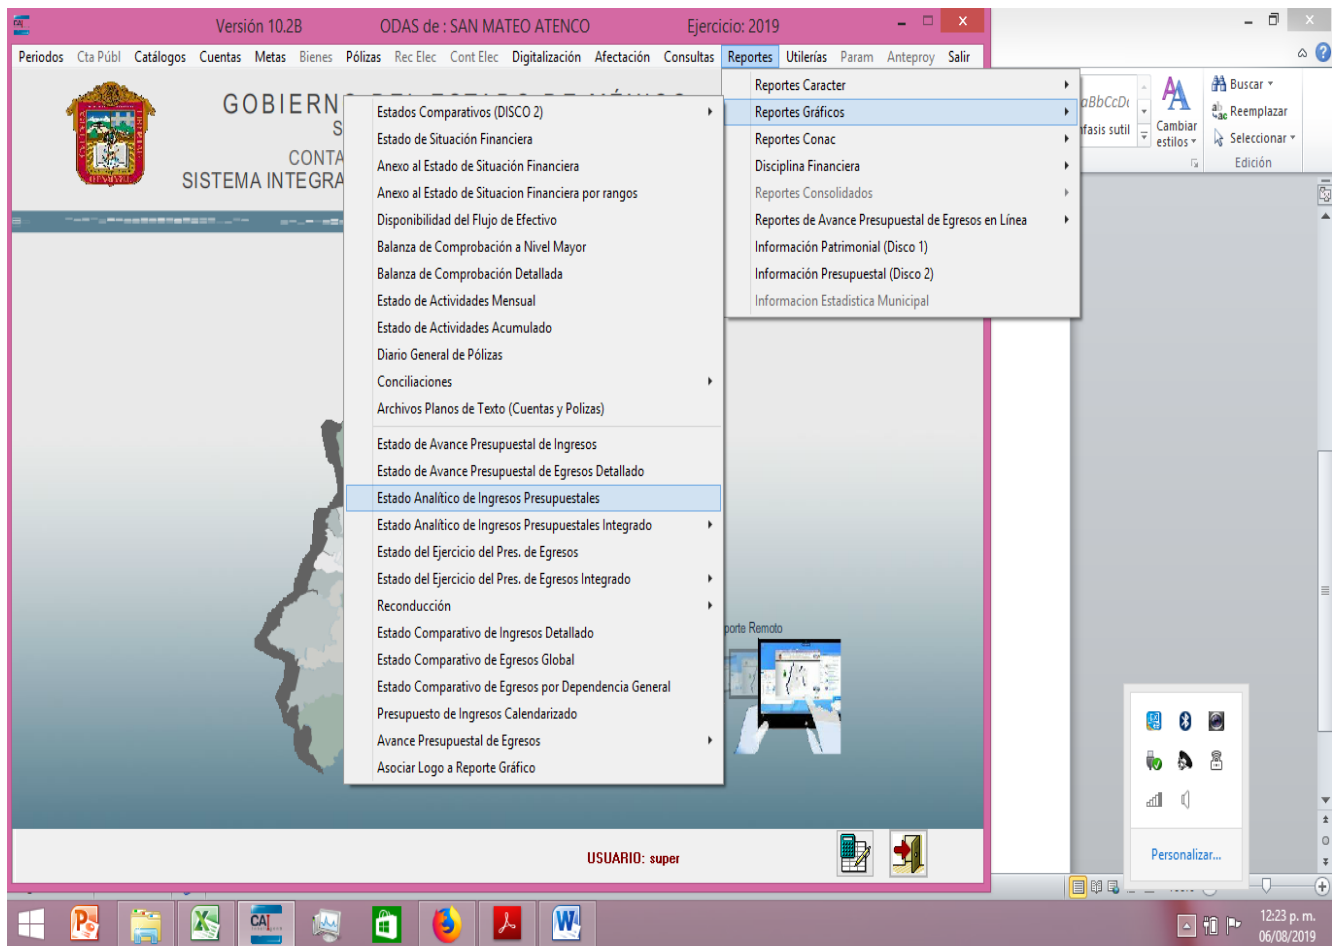 Versión 10.2B ODAS de : SAN MATEO ATENCO Ejercicio: 2019
Periodos Cta Públ Catálogos Cuentas Metas Bienes Pólizas Rec Elec Cont Elec Digitalización Afectación Consultas Reportes Utilerías Param Anteproy Salir
GOBIERN DEL ESTADO DE MÉXICO
S
CONTA
SISTEMA INTEGRA
Estados Comparativos (DISCO 2)
Estado de Situación Financiera
Anexo al Estado de Situación Financiera
Anexo al Estado de Situacion Financiera por rangos
Disponibilidad del Flujo de Efectivo
Balanza de Comprobación a Nivel Mayor
Balanza de Comprobación Detallada
Estado de Actividades Mensual
Estado de Actividades Acumulado
Diario General de Pólizas
Conciliaciones
Archivos Planos de Texto (Cuentas y Polizas)
Estado de Avance Presupuestal de Ingresos
Estado de Avance Presupuestal de Egresos Detallado
Estado Analítico de Ingresos Presupuestales
Estado Analítico de Ingresos Presupuestales Integrado
Estado del Ejercicio del Pres. de Egresos
Estado del Ejercicio del Pres. de Egresos Integrado
Reconducción
Estado Comparativo de Ingresos Detallado
Estado Comparativo de Egresos Global
Estado Comparativo de Egresos por Dependencia General
Presupuesto de Ingresos Calendarizado
Avance Presupuestal de Egresos
Asociar Logo a Reporte Gráfico
Reportes Caracter
Reportes Gráficos
Reportes Conac
Disciplina Financiera
Reportes Consolidados
Reportes de Avance Presupuestal de Egresos en Línea
Información Patrimonial (Disco 1)
Información Presupuestal (Disco 2)
Informacion Estadistica Municipal
porte Remoto
USUARIO: super
aBbCcDc
nfasis sutil
Cambiar
estilos
Buscar
Reemplazar
Seleccionar
Edición
Personalizar...
CAI
12:23 p. m.
06/08/2019